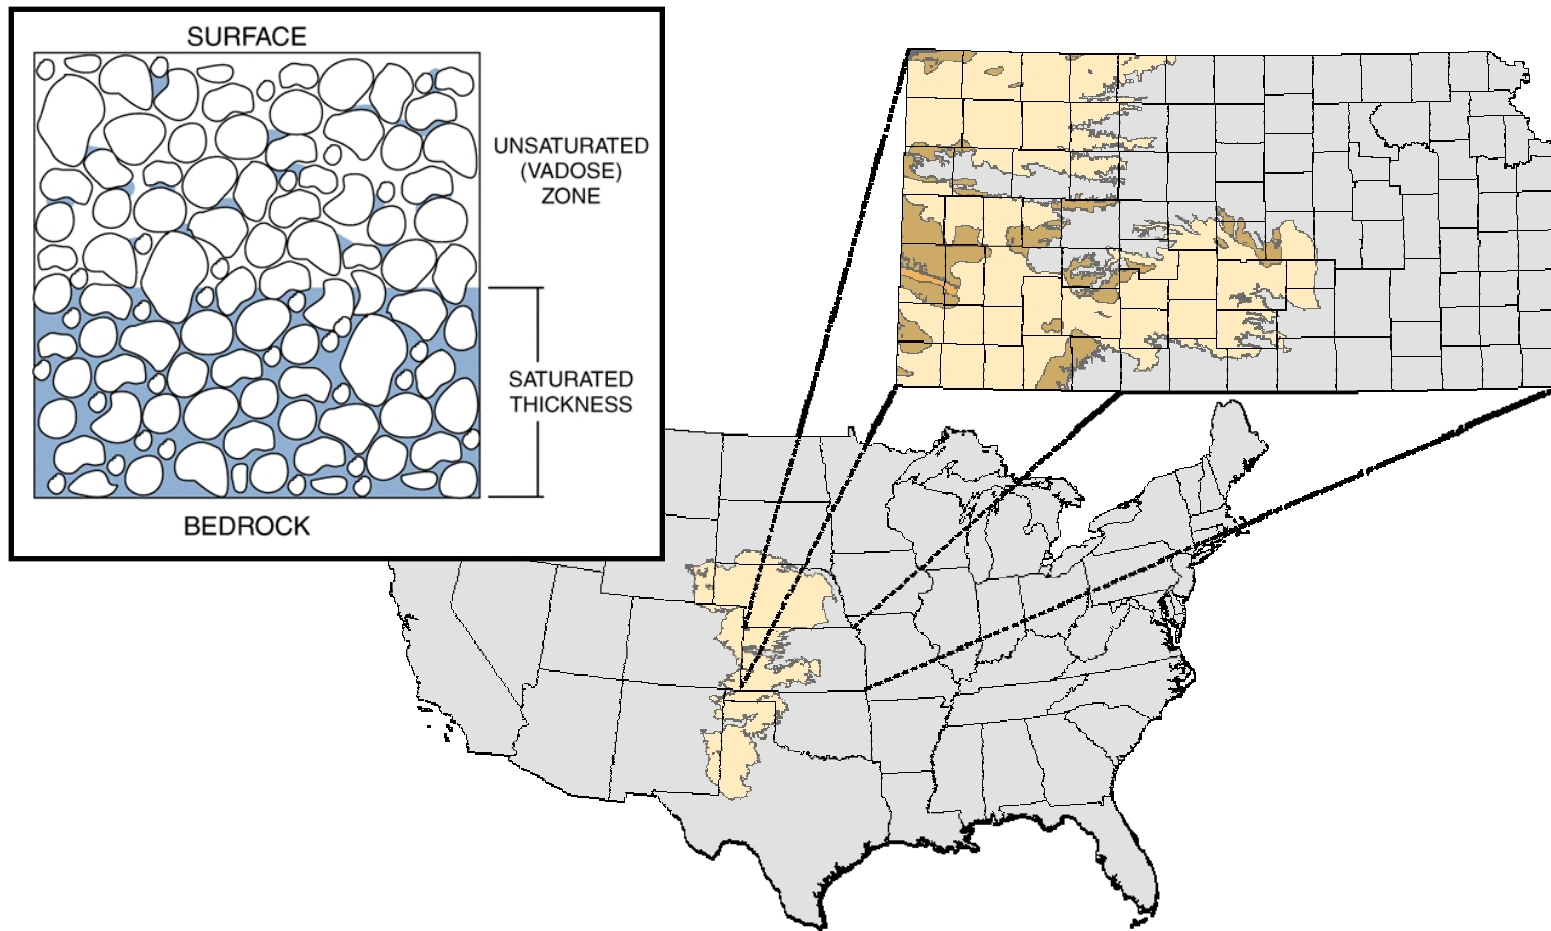 SURFACE
UNSATURATED
(VADOSE)
ZONE
SATURATED
THICKNESS
BEDROCK